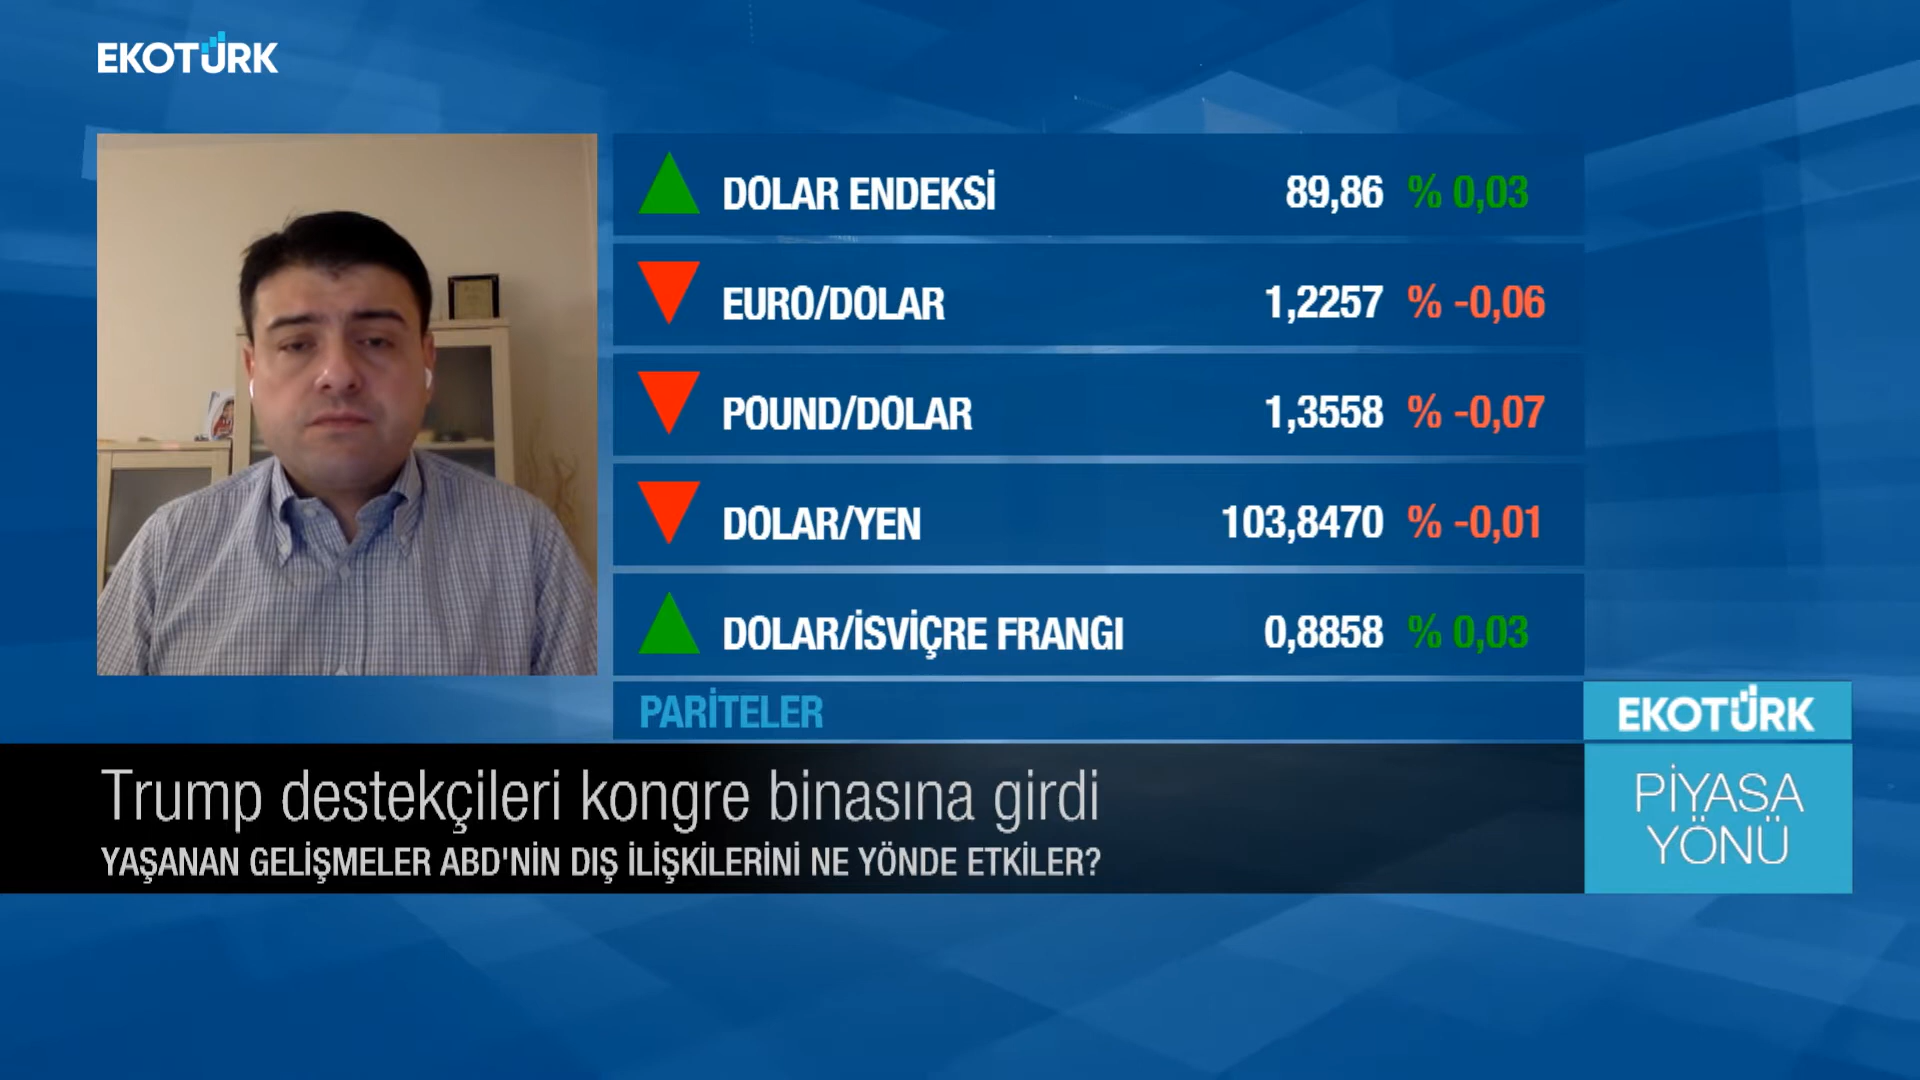 EKOTÜRK
DOLAR ENDEKSİ 89,86 % 0,03
EURO/DOLAR 1,2257 % -0,06
POUND/DOLAR 1,3558 % -0,07
DOLAR/YEN 103,8470 % -0,01
DOLAR/İSVİÇRE FRANGI 0,8858 % 0,03
PARİTELER
EKOTÜRK
Trump destekçileri kongre binasına girdi
YAŞANAN GELİŞMELER ABD'NİN DIŞ İLİŞKİLERİNİ NE YÖNDE ETKİLER?
PİYASA
YÖNÜ